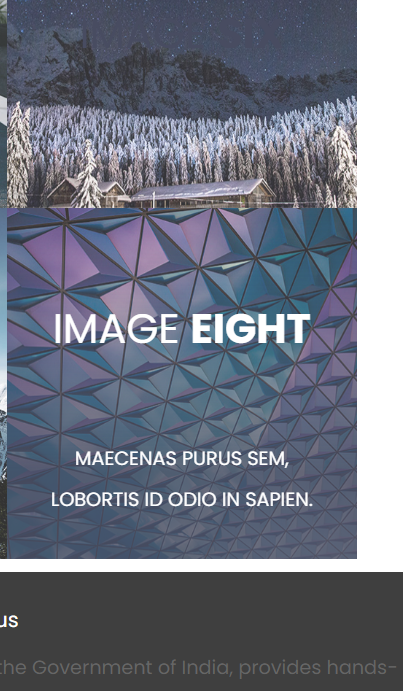 IMAGE EIGHT
MAECENAS PURUS SEM,
LOBORTIS ID ODIO IN SAPIEN.
us
the Government of India, provides hands-